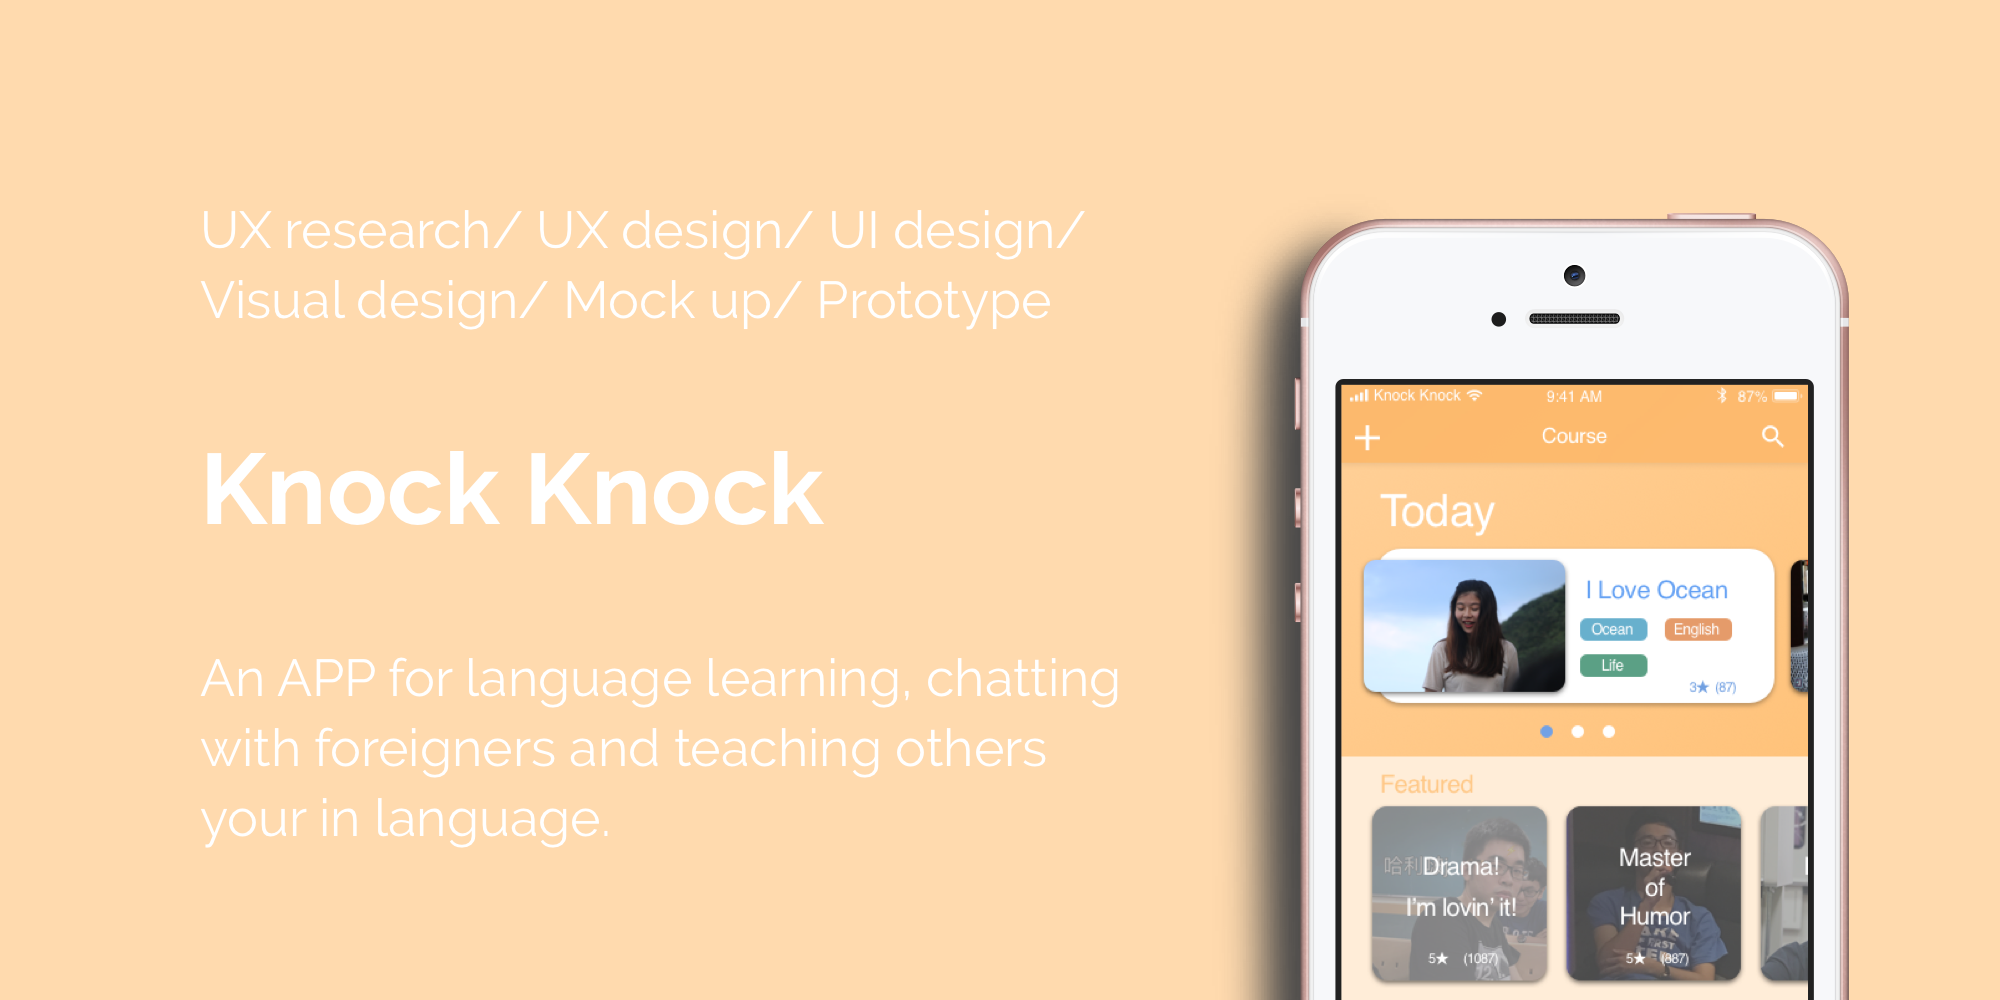 UX research/ UX design/ UI design/
Visual design/ Mock up/ Prototype
Knock Knock
An APP for language learning, chatting
with foreigners and teaching others
your in language.
Knock Knock 9:41 AM 87%
Course
Today
I Love Ocean
Ocean English
Life
3★ (87)
Featured
哈利
Drama!
I'm lovin' it!
5★ (1087)
Master
of
Humor
5★ (887)